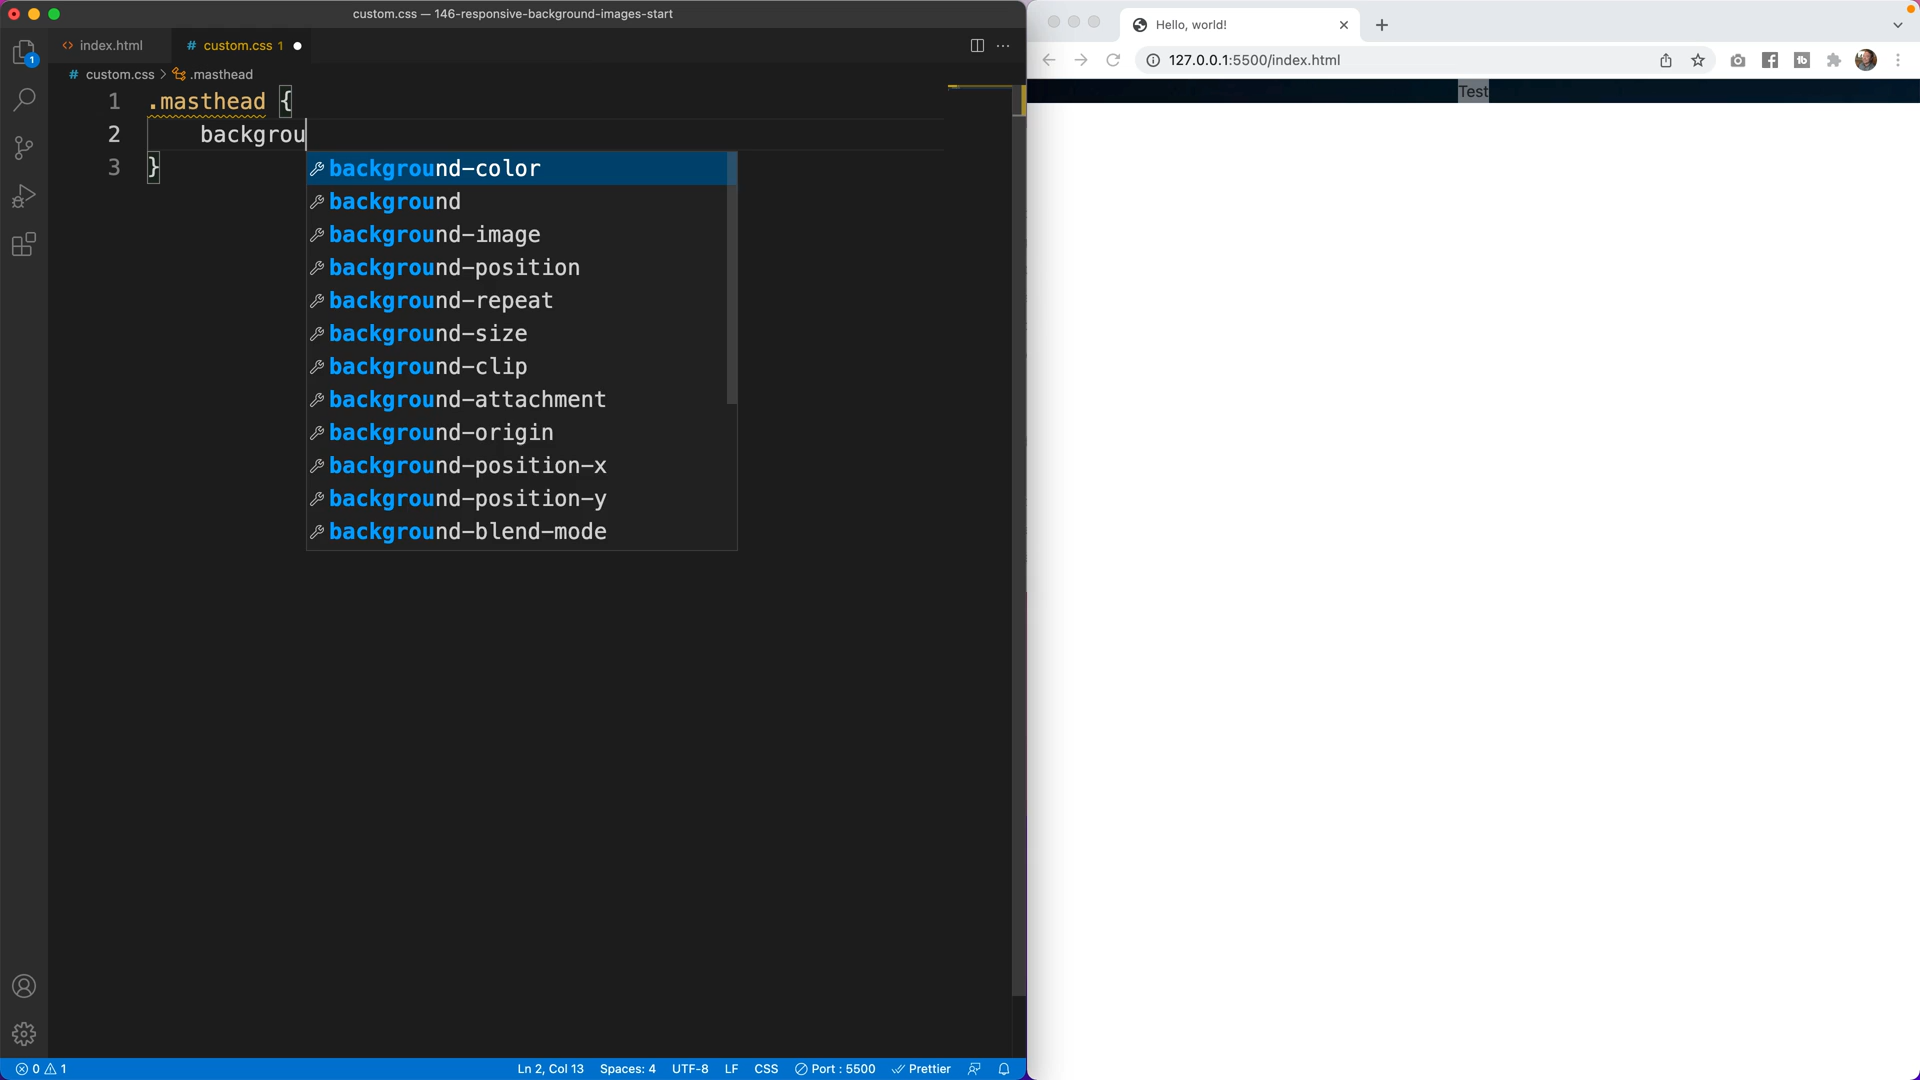 custom.css — 146-responsive-background-images-start
index.html
custom.css 1
custom.css > .masthead
1 .masthead {
2 backgrou
3 }
background-color
background
background-image
background-position
background-repeat
background-size
background-clip
background-attachment
background-origin
background-position-x
background-position-y
background-blend-mode
1
0 1
Ln 2, Col 13
Spaces: 4
UTF-8
LF
CSS
Port : 5500
Prettier
Hello, world!
127.0.0.1:5500/index.html
tb
Test